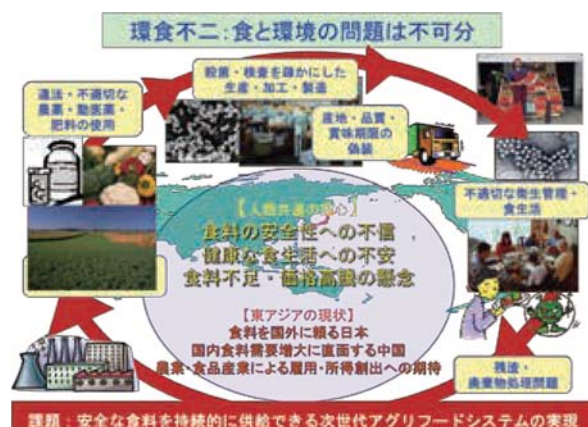 環食不二：食と環境の問題は不可分
違法・不適切な
農薬・動医薬・
肥料の使用
殺菌・検査を疎かにした
生産・加工・製造
産地・品質・
賞味期限の
偽装
不適切な衛生管理・
食生活
【人類共通の関心】
食料の安全性への不信
健康な食生活への不安
食料不足・価格高騰の懸念
【東アジアの現状】
食料を国外に頼る日本
国内食料需要増大に直面する中国
農業・食品産業による雇用・所得創出への期待
残渣・
廃棄物処理問題
課題：安全な食料を持続的に供給できる次世代アグリフードシステムの実現